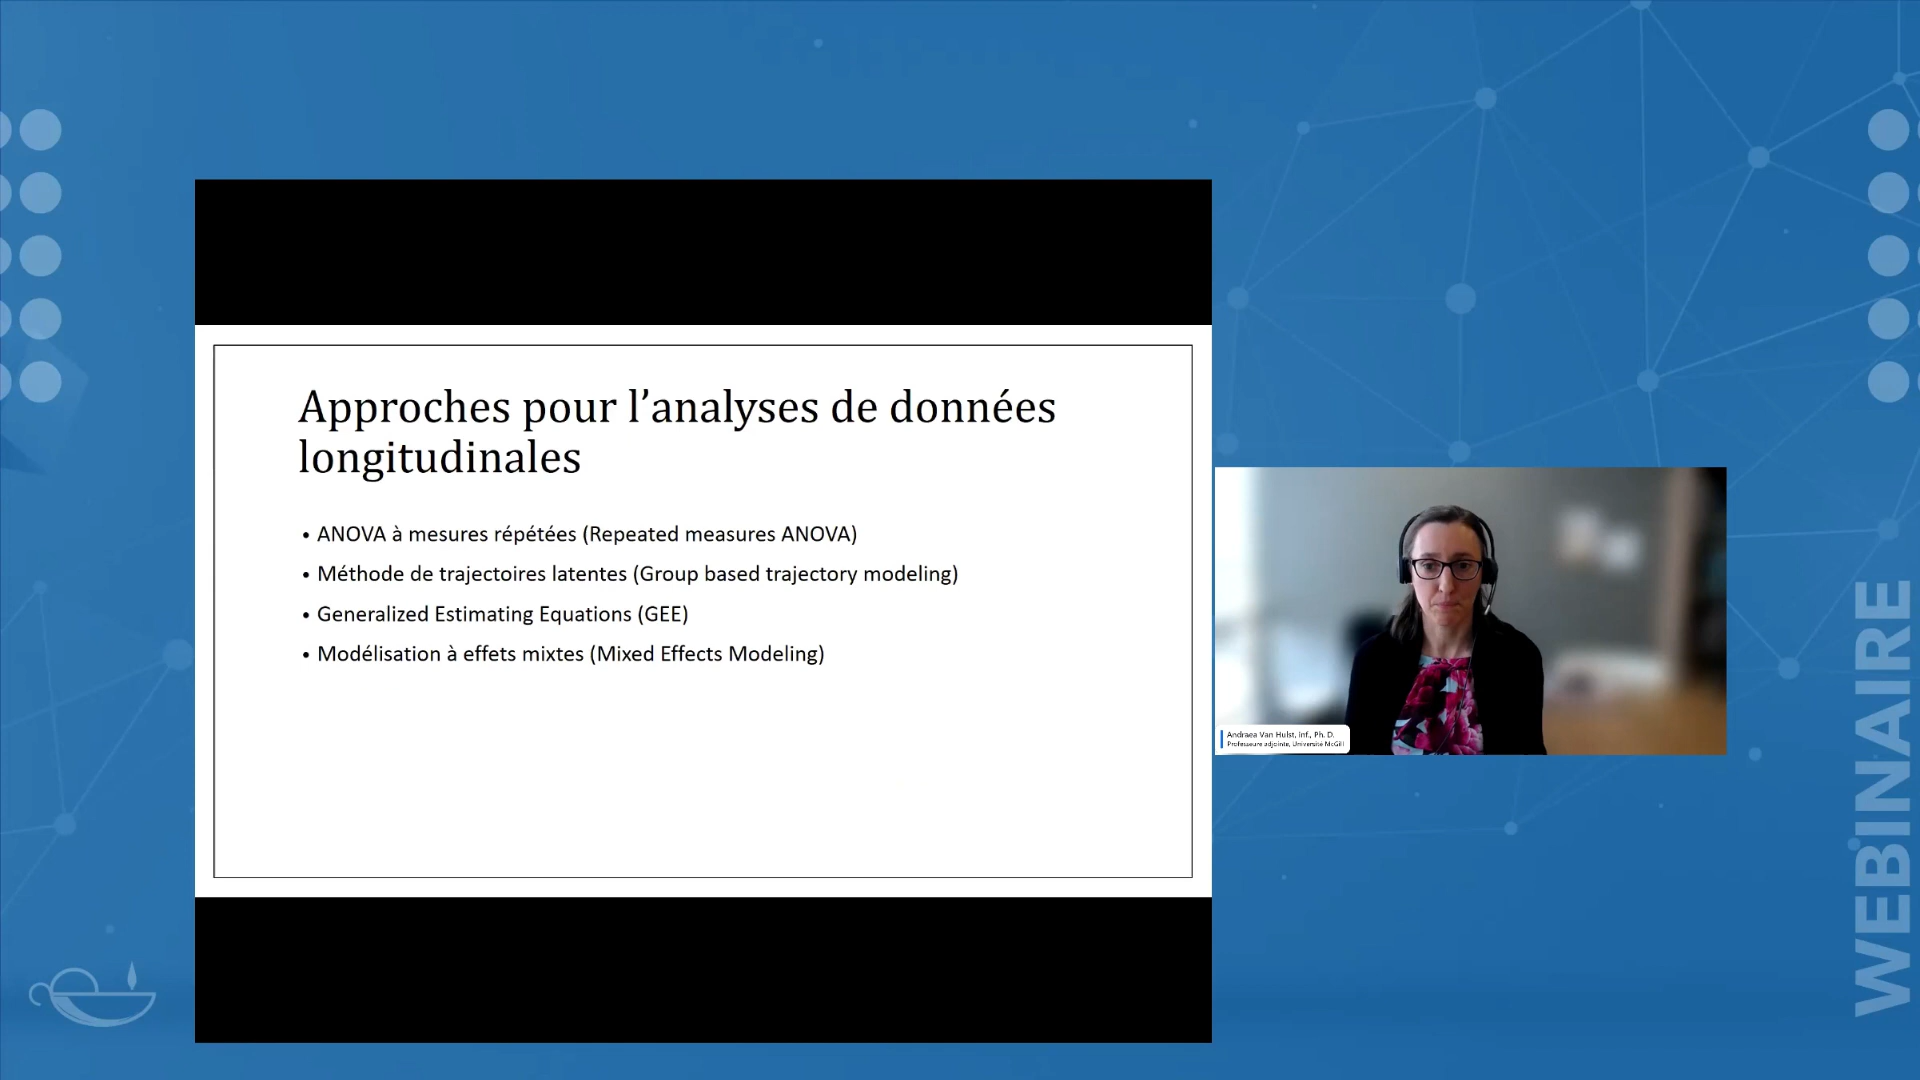 Approches pour l’analyses de données
longitudinales
• ANOVA à mesures répétées (Repeated measures ANOVA)
• Méthode de trajectoires latentes (Group based trajectory modeling)
• Generalized Estimating Equations (GEE)
• Modélisation à effets mixtes (Mixed Effects Modeling)
Andraea Van Hulst, inf., Ph. D.
Professeure adjointe, Université McGill
WEBINAIRE